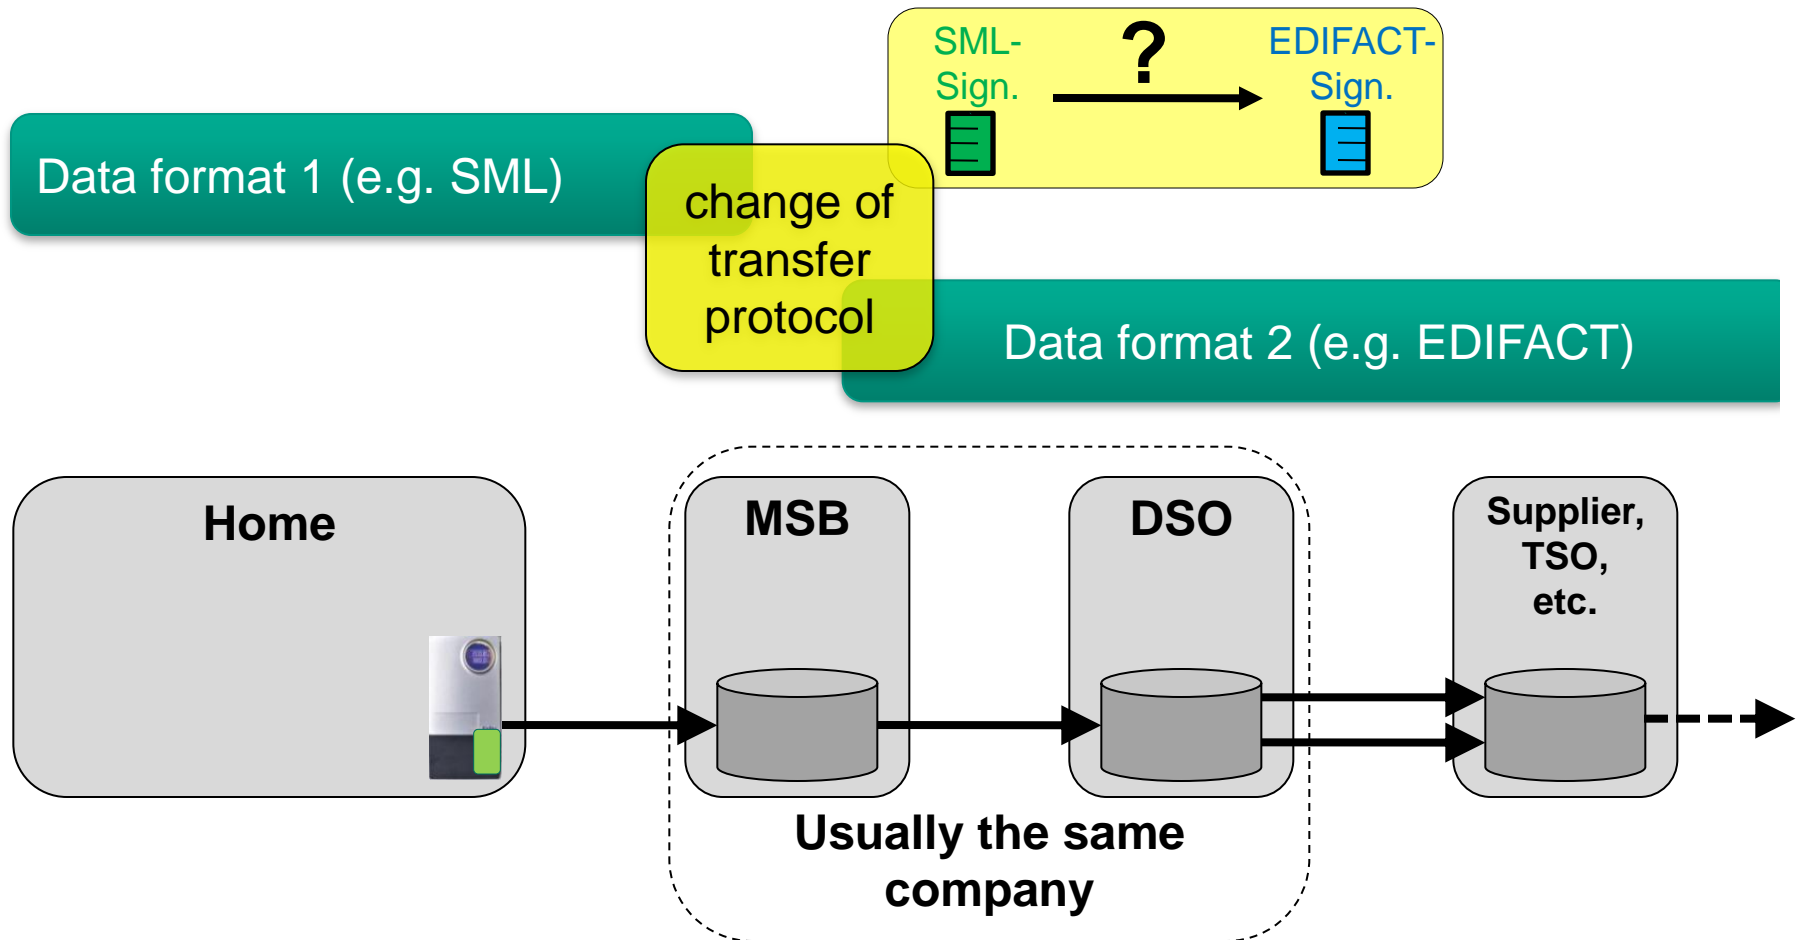 SML-
Sign.
?
EDIFACT-
Sign.
Data format 1 (e.g. SML)
change of
transfer
protocol
Data format 2 (e.g. EDIFACT)
Home
MSB
DSO
Supplier,
TSO,
etc.
Usually the same
company